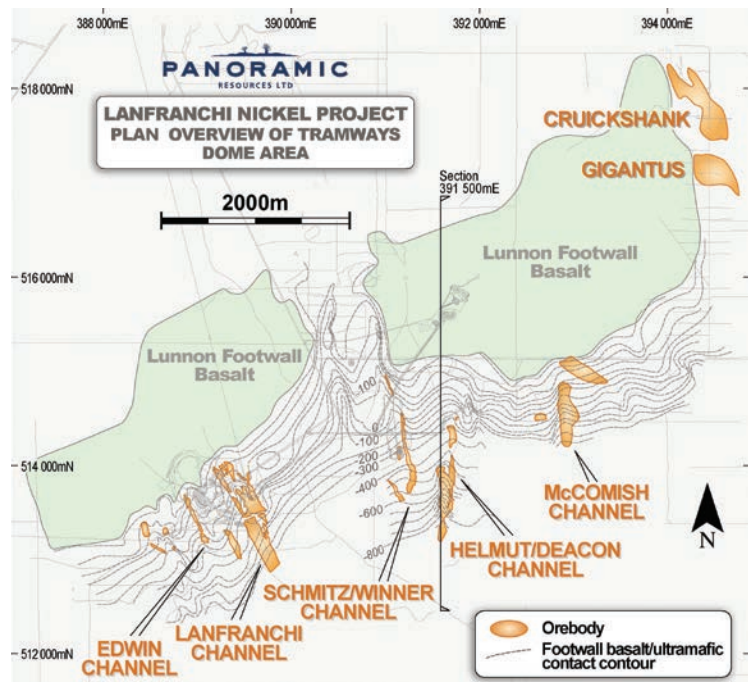 388 000mE
390 000mE
392 000mE
394 000mE
518 000mN
516 000mN
514 000mN
512 000mN
PANORAMIC
RESOURCES LTD
LANFRANCHI NICKEL PROJECT
PLAN OVERVIEW OF TRAMWAYS
DOME AREA
2000m
Section
391 500mE
CRUICKSHANK
GIGANTUS
Lunnon Footwall
Basalt
Lunnon Footwall
Basalt
100
0
-100
-200
-300
-400
-600
-800
McCOMISH
CHANNEL
HELMUT/DEACON
CHANNEL
SCHMITZ/WINNER
CHANNEL
LANFRANCHI
CHANNEL
EDWIN
CHANNEL
N
Orebody
Footwall basalt/ultramafic
contact contour